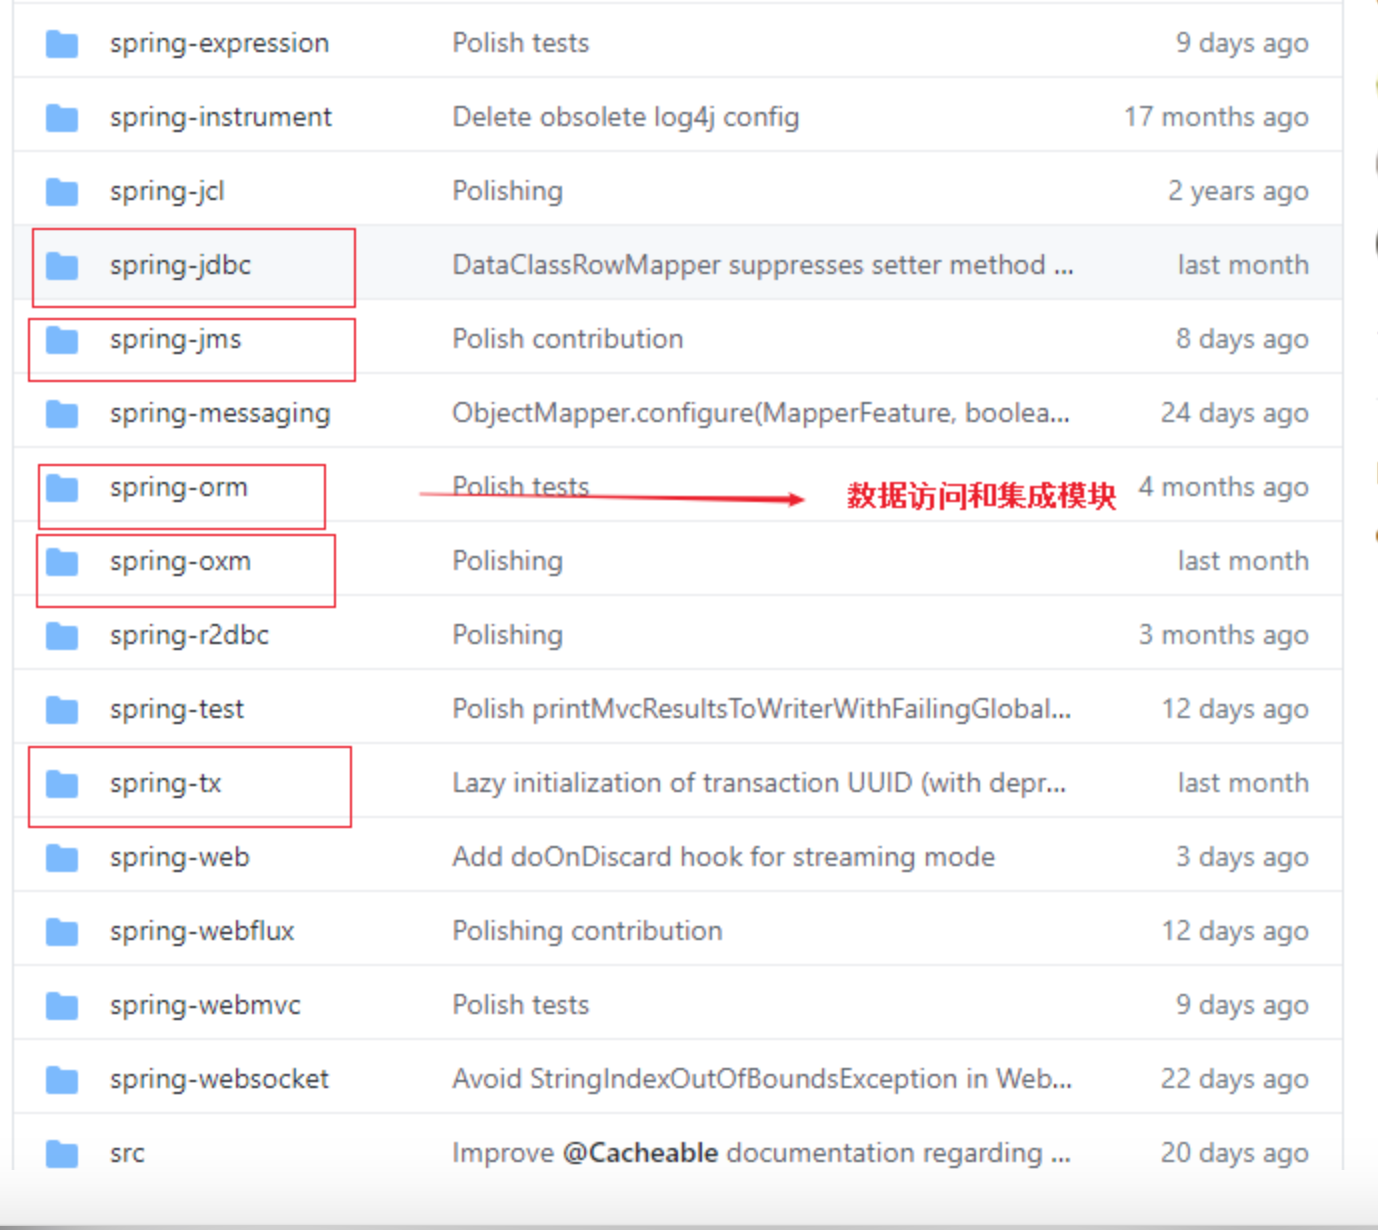 spring-expression Polish tests 9 days ago
spring-instrument Delete obsolete log4j config 17 months ago
spring-jcl Polishing 2 years ago
spring-jdbc DataClassRowMapper suppresses setter method ... last month
spring-jms Polish contribution 8 days ago
spring-messaging ObjectMapper.configure(MapperFeature, boolea... 24 days ago
spring-orm Polish tests 数据访问和集成模块 4 months ago
spring-oxm Polishing last month
spring-r2dbc Polishing 3 months ago
spring-test Polish printMvcResultsToWriterWithFailingGlobal... 12 days ago
spring-tx Lazy initialization of transaction UUID (with depr... last month
spring-web Add doOnDiscard hook for streaming mode 3 days ago
spring-webflux Polishing contribution 12 days ago
spring-webmvc Polish tests 9 days ago
spring-websocket Avoid StringIndexOutOfBoundsException in Web... 22 days ago
src Improve @Cacheable documentation regarding ... 20 days ago